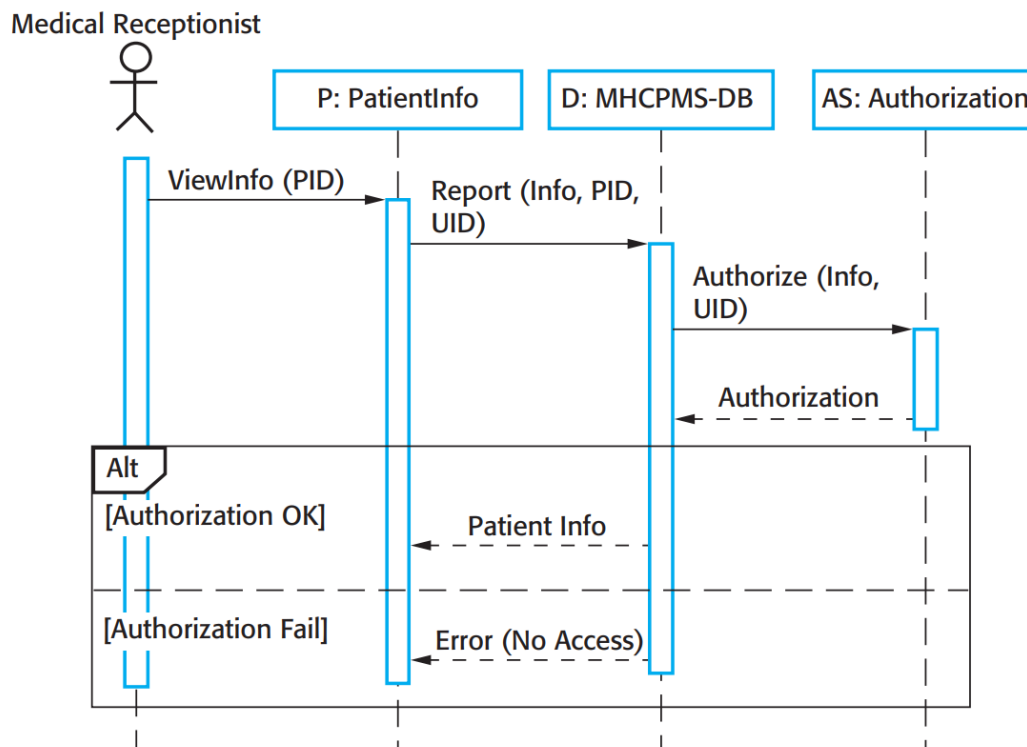 Medical Receptionist
P: PatientInfo
D: MHCPMS-DB
AS: Authorization
ViewInfo (PID)
Report (Info, PID,
UID)
Authorize (Info,
UID)
Authorization
Alt
[Authorization OK]
Patient Info
[Authorization Fail]
Error (No Access)